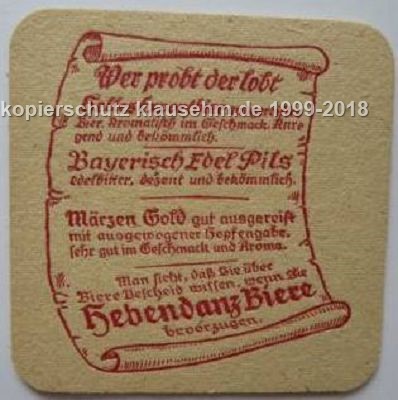 Wer probt der lobt
kopierschutz klausehm.de 1999-2018
Bier. Aromatisch im Geschmack. Anre
gend und bekömmlich.
Bayerisch Edel Pils
edelbitter, dezent und bekömmlich.
Märzen Gold gut ausgereift
mit ausgewogener Hopfengabe,
sehr gut im Geschmack und Aroma.
Man sieht, daß Sie über
Biere Bescheid wissen, wenn Sie
Hebendanz Biere
bevorzugen.